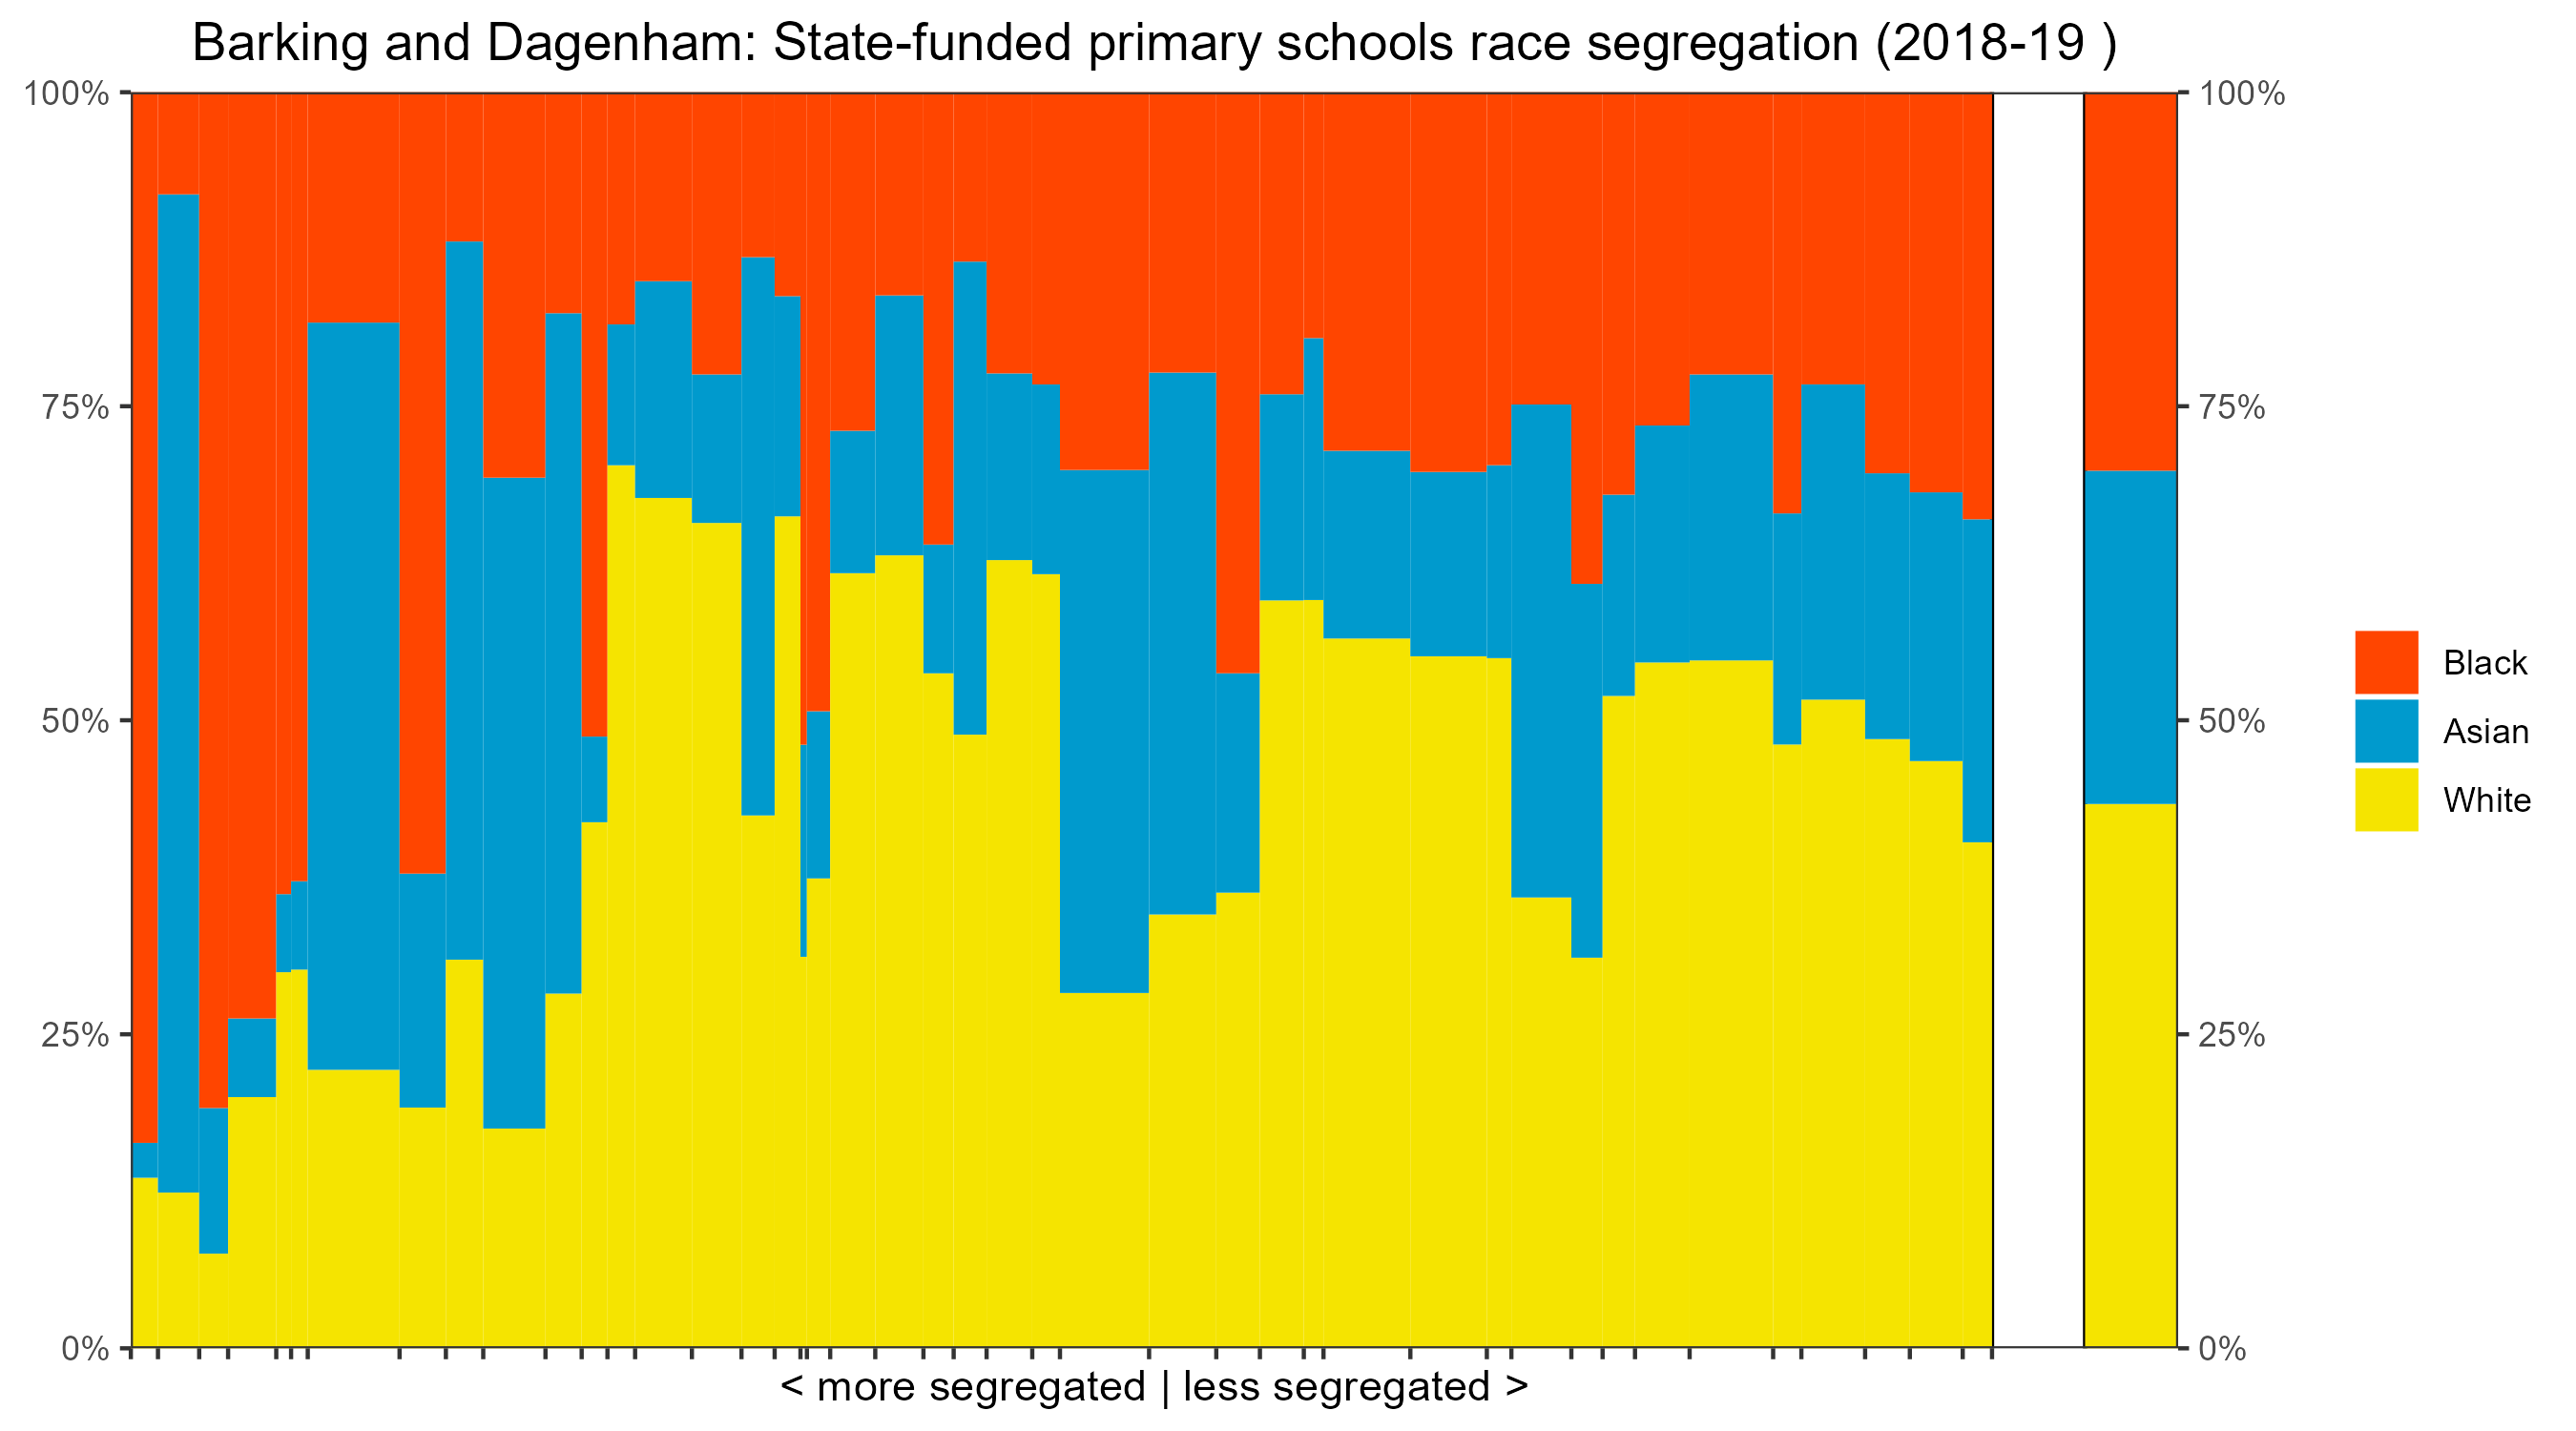 Barking and Dagenham: State-funded primary schools race segregation (2018-19 )
100%
75%
50%
25%
0%
100%
75%
50%
25%
0%
Black
Asian
White
< more segregated | less segregated >